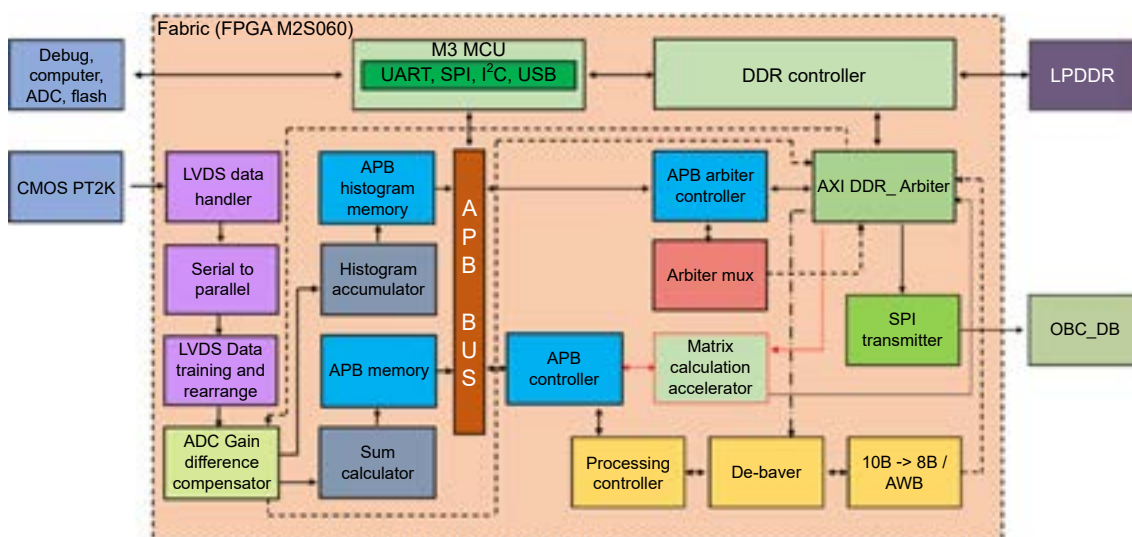 Fabric (FPGA M2S060)
Debug,
computer,
ADC, flash
M3 MCU
UART, SPI, I²C, USB
DDR controller
LPDDR
CMOS PT2K
LVDS data
handler
APB
histogram
memory
A
P
B
B
U
S
APB arbiter
controller
AXI DDR_ Arbiter
Serial to
parallel
Histogram
accumulator
Arbiter mux
SPI
transmitter
OBC_DB
LVDS Data
training and
rearrange
APB memory
APB
controller
Matrix
calculation
accelerator
ADC Gain
difference
compensator
Sum
calculator
Processing
controller
De-baver
10B -> 8B /
AWB